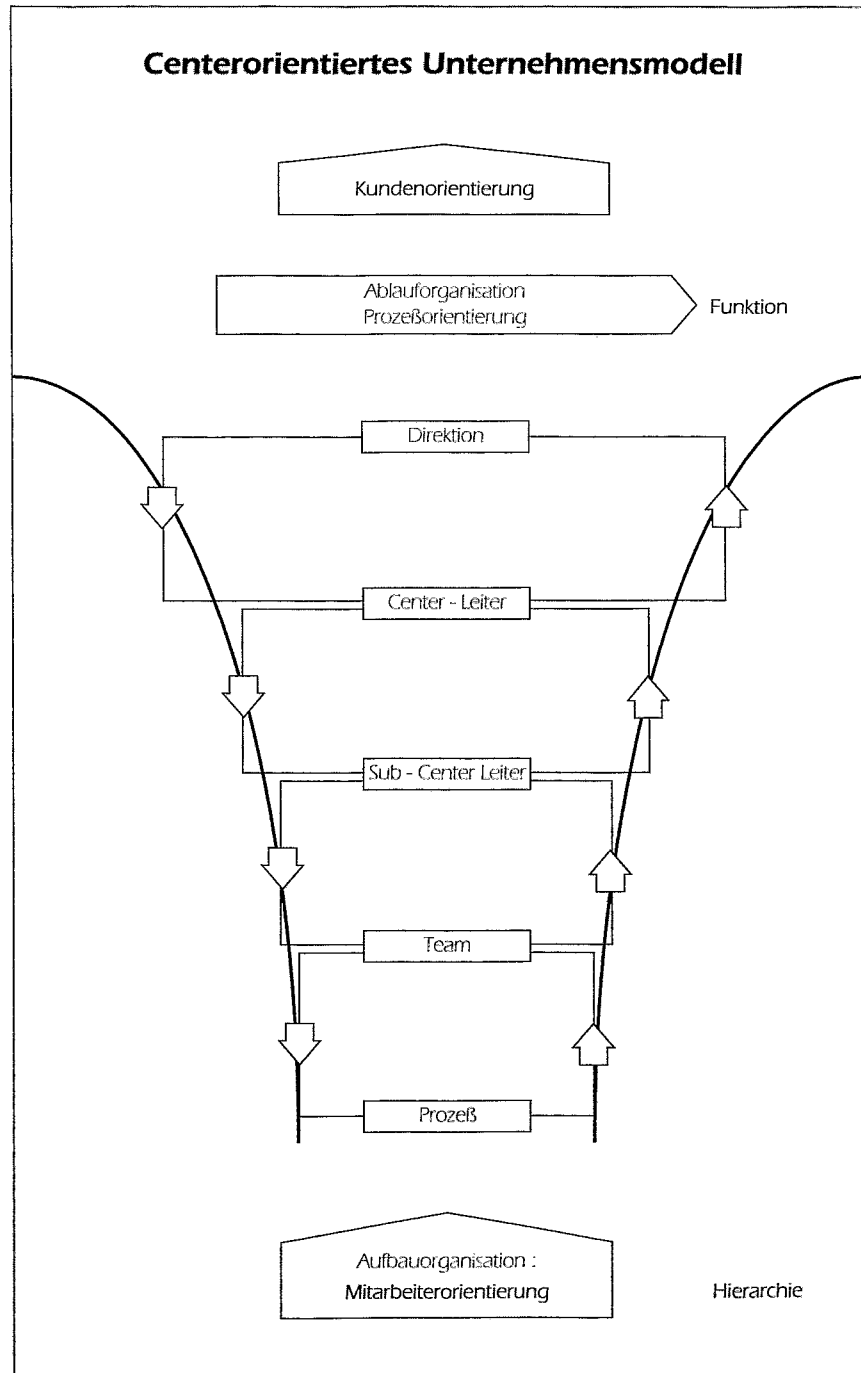 Centerorientiertes Unternehmensmodell
Kundenorientierung
Ablauforganisation
Prozeßorientierung
Funktion
Direktion
Center - Leiter
Sub - Center Leiter
Team
Prozeß
Aufbauorganisation :
Mitarbeiterorientierung
Hierarchie